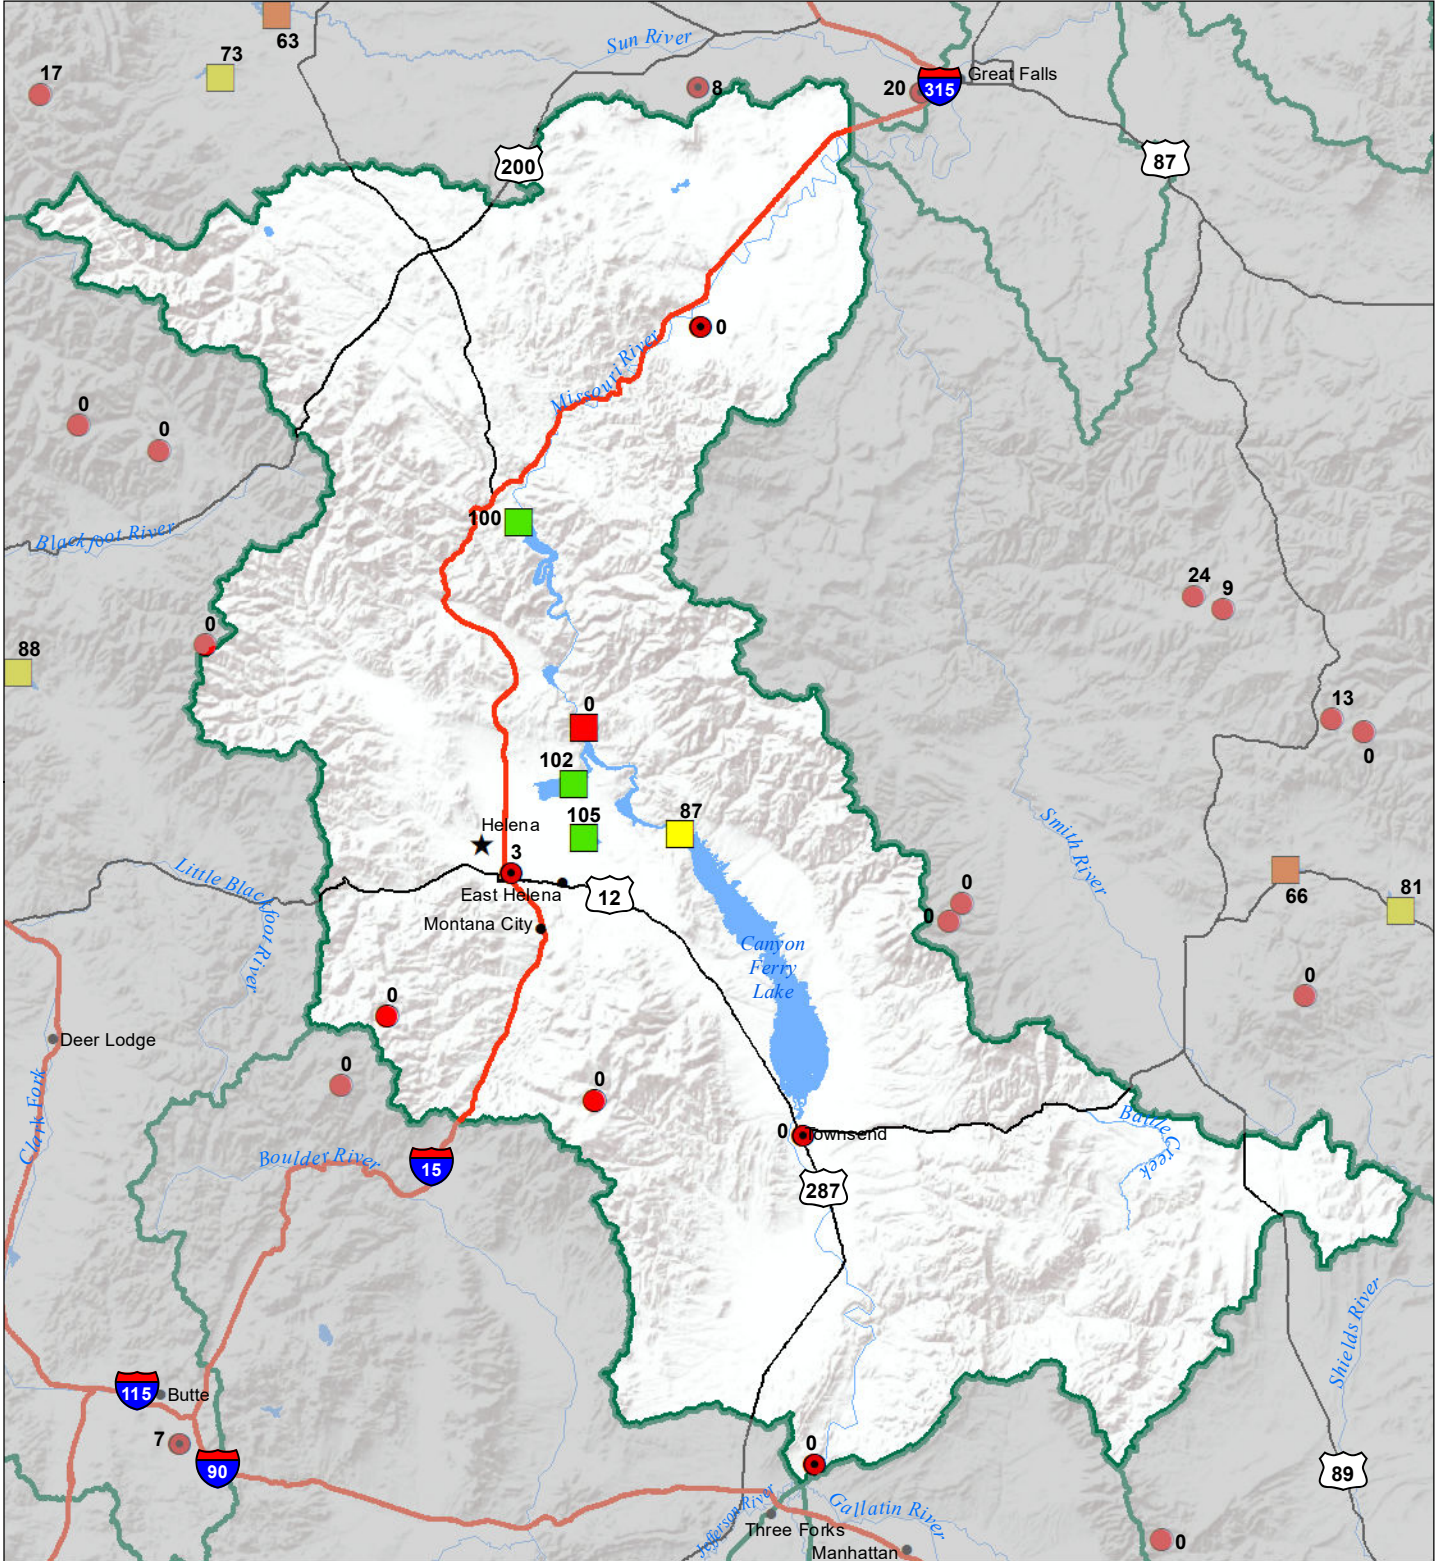 63
Sun River
73
17
Great Falls
8
20
315
200
87
0
Missouri River
0
0
100
Blackfoot River
24
9
0
88
0
13
0
102
105
87
Helena
Smith River
3
Little Blackfoot River
East Helena
12
66
81
0
0
Montana City
Canyon
Ferry
Lake
0
0
Deer Lodge
0
0
Clark Fork
0
Townsend
Battle Creek
Boulder River
15
287
Shields River
115
Butte
7
0
90
89
Jefferson River
Gallatin River
Three Forks
0
Manhattan